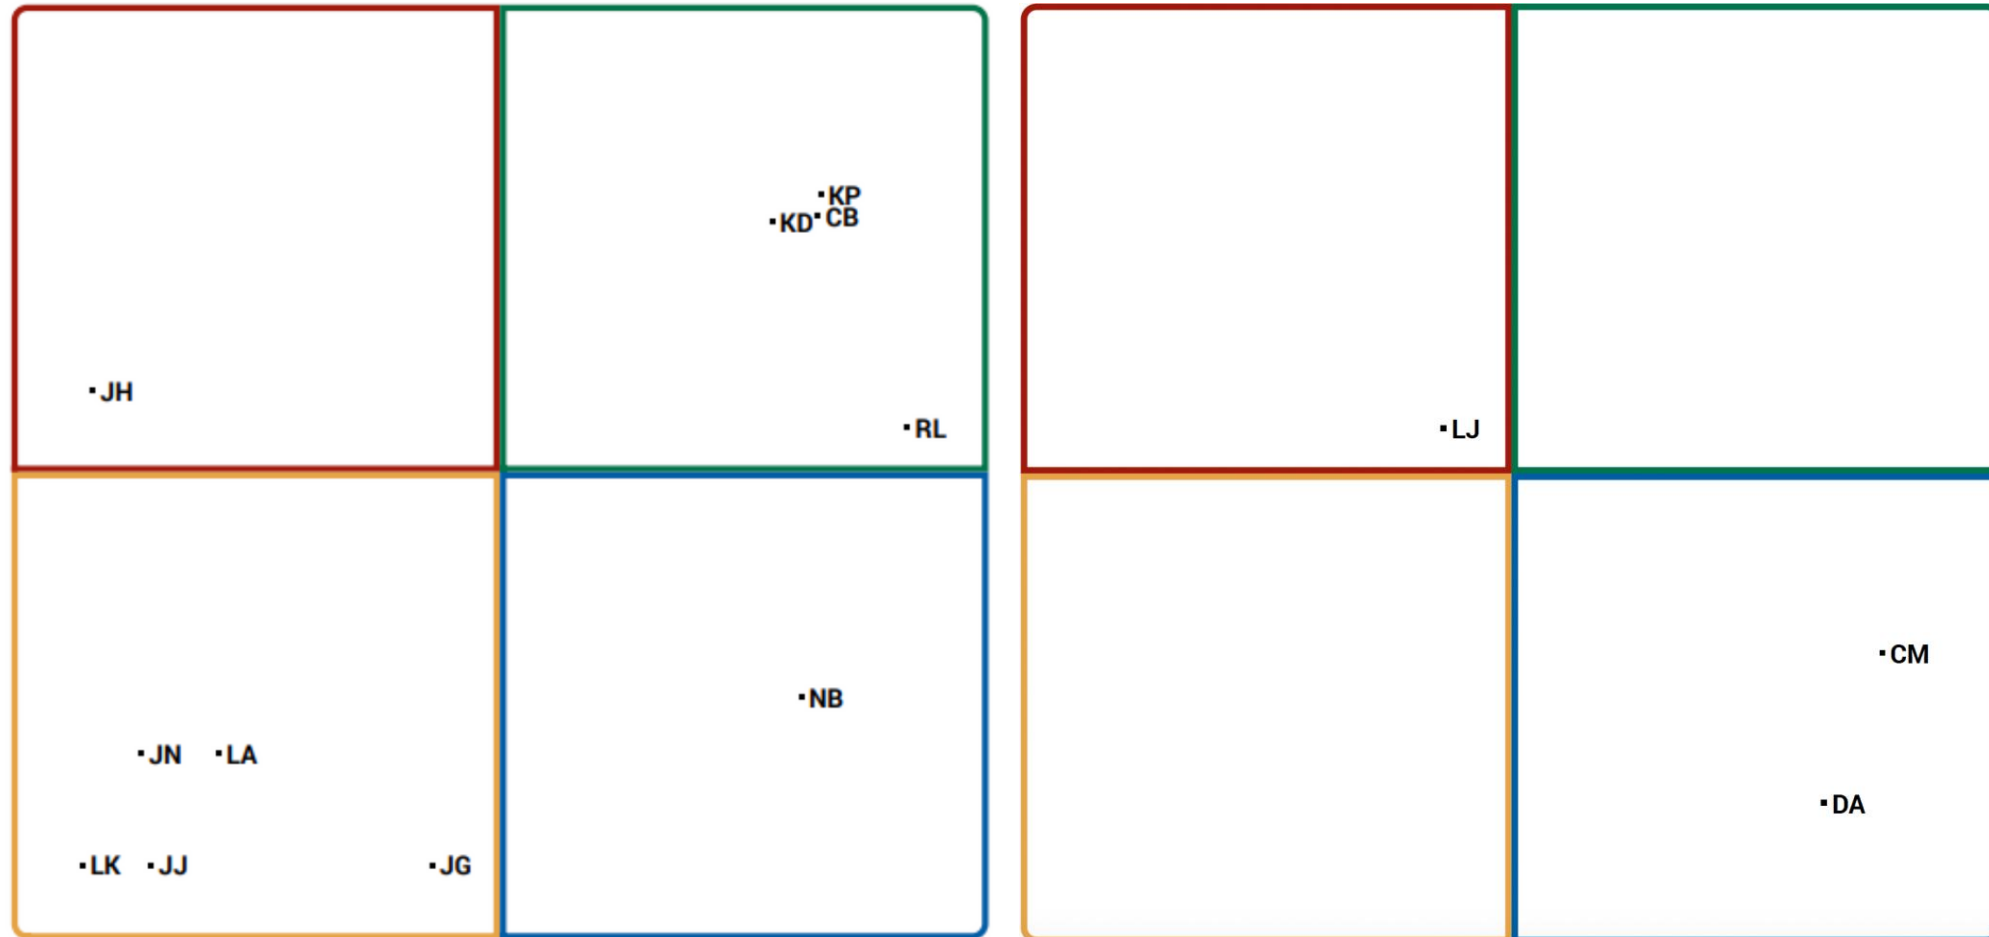 KP
KD CB
JH
RL
NB
JN LA
LK JJ JG
LJ
CM
DA